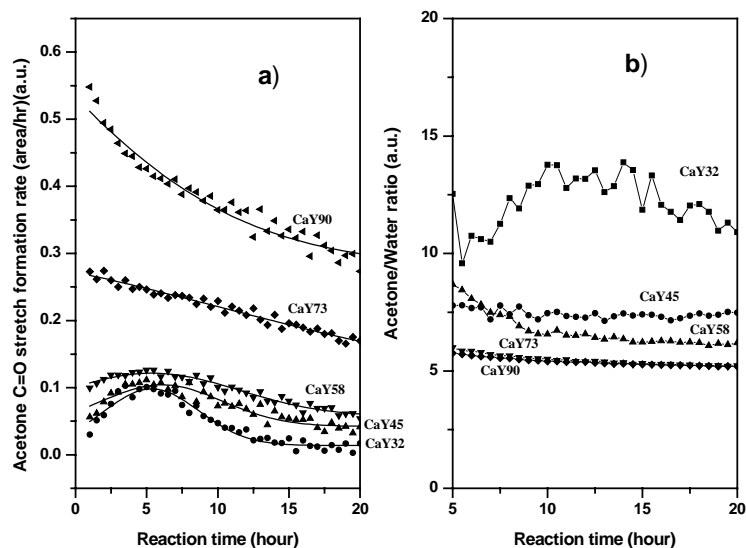 a)
Acetone C=O stretch formation rate (area/hr)(a.u.)
0.6
0.5
0.4
0.3
0.2
0.1
0.0
CaY90
CaY73
CaY58
CaY45
CaY32
0 5 10 15 20
Reaction time (hour)
b)
Acetone/Water ratio (a.u.)
20
15
10
5
0
CaY32
CaY45
CaY58
CaY73
CaY90
5 10 15 20
Reaction time (hour)